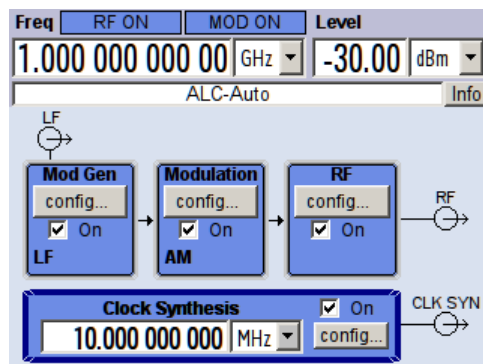 Freq RF ON MOD ON Level
1.000 000 000 00 GHz -30.00 dBm
ALC-Auto Info
LF
Mod Gen Modulation RF
config... config... config... RF
On On On
LF AM
Clock Synthesis On CLK SYN
10.000 000 000 MHz config...